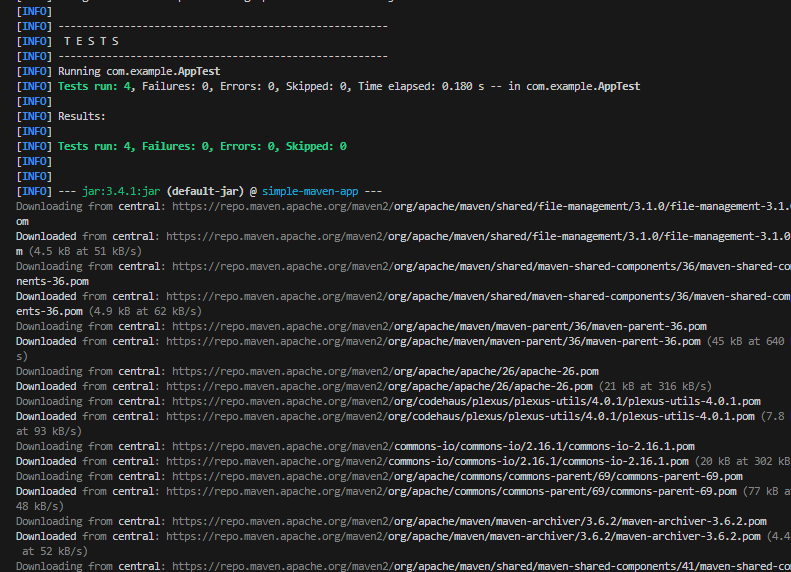 [INFO]
[INFO] -------------------------------------------------------
[INFO]  T E S T S
[INFO] -------------------------------------------------------
[INFO] Running com.example.AppTest
[INFO] Tests run: 4, Failures: 0, Errors: 0, Skipped: 0, Time elapsed: 0.180 s -- in com.example.AppTest
[INFO]
[INFO] Results:
[INFO]
[INFO] Tests run: 4, Failures: 0, Errors: 0, Skipped: 0
[INFO]
[INFO]
[INFO] --- jar:3.4.1:jar (default-jar) @ simple-maven-app ---
Downloading from central: https://repo.maven.apache.org/maven2/org/apache/maven/shared/file-management/3.1.0/file-management-3.1.
om
Downloaded from central: https://repo.maven.apache.org/maven2/org/apache/maven/shared/file-management/3.1.0/file-management-3.1.0
m (4.5 kB at 51 kB/s)
Downloading from central: https://repo.maven.apache.org/maven2/org/apache/maven/shared/maven-shared-components/36/maven-shared-co
nents-36.pom
Downloaded from central: https://repo.maven.apache.org/maven2/org/apache/maven/shared/maven-shared-components/36/maven-shared-com
ents-36.pom (4.9 kB at 62 kB/s)
Downloading from central: https://repo.maven.apache.org/maven2/org/apache/maven/maven-parent/36/maven-parent-36.pom
Downloaded from central: https://repo.maven.apache.org/maven2/org/apache/maven/maven-parent/36/maven-parent-36.pom (45 kB at 640
s)
Downloading from central: https://repo.maven.apache.org/maven2/org/apache/apache/26/apache-26.pom
Downloaded from central: https://repo.maven.apache.org/maven2/org/apache/apache/26/apache-26.pom (21 kB at 316 kB/s)
Downloading from central: https://repo.maven.apache.org/maven2/org/codehaus/plexus/plexus-utils/4.0.1/plexus-utils-4.0.1.pom
Downloaded from central: https://repo.maven.apache.org/maven2/org/codehaus/plexus/plexus-utils/4.0.1/plexus-utils-4.0.1.pom (7.8
at 93 kB/s)
Downloading from central: https://repo.maven.apache.org/maven2/commons-io/commons-io/2.16.1/commons-io-2.16.1.pom
Downloaded from central: https://repo.maven.apache.org/maven2/commons-io/commons-io/2.16.1/commons-io-2.16.1.pom (20 kB at 302 kB
Downloading from central: https://repo.maven.apache.org/maven2/org/apache/commons/commons-parent/69/commons-parent-69.pom
Downloaded from central: https://repo.maven.apache.org/maven2/org/apache/commons/commons-parent/69/commons-parent-69.pom (77 kB a
48 kB/s)
Downloading from central: https://repo.maven.apache.org/maven2/org/apache/maven/maven-archiver/3.6.2/maven-archiver-3.6.2.pom
Downloaded from central: https://repo.maven.apache.org/maven2/org/apache/maven/maven-archiver/3.6.2/maven-archiver-3.6.2.pom (4.4
 at 52 kB/s)
Downloading from central: https://repo.maven.apache.org/maven2/org/apache/maven/shared/maven-shared-components/41/maven-shared-co